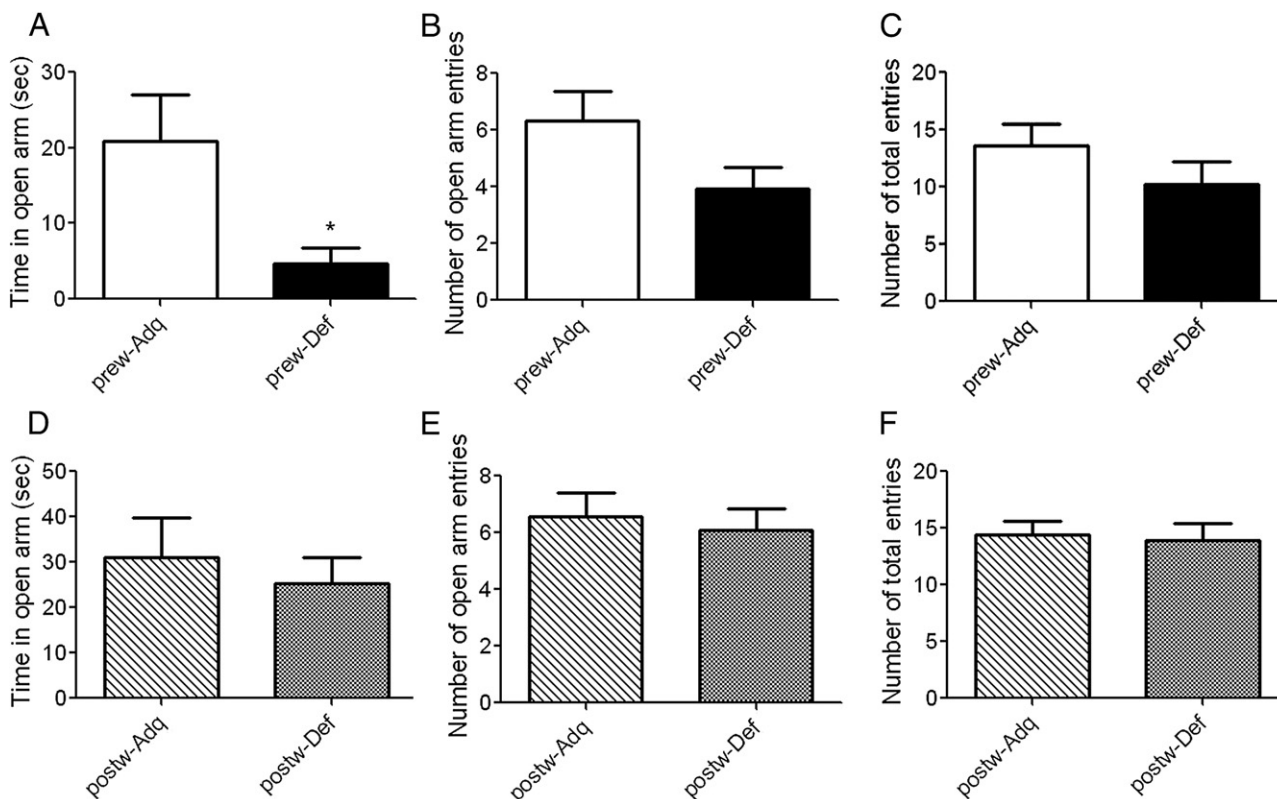 A
Time in open arm (sec)
30
20
10
0
*
prew-Adq
prew-Def
B
Number of open arm entries
8
6
4
2
0
prew-Adq
prew-Def
C
Number of total entries
20
15
10
5
0
prew-Adq
prew-Def
D
Time in open arm (sec)
50
40
30
20
10
0
postw-Adq
postw-Def
E
Number of open arm entries
8
6
4
2
0
postw-Adq
postw-Def
F
Number of total entries
20
15
10
5
0
postw-Adq
postw-Def